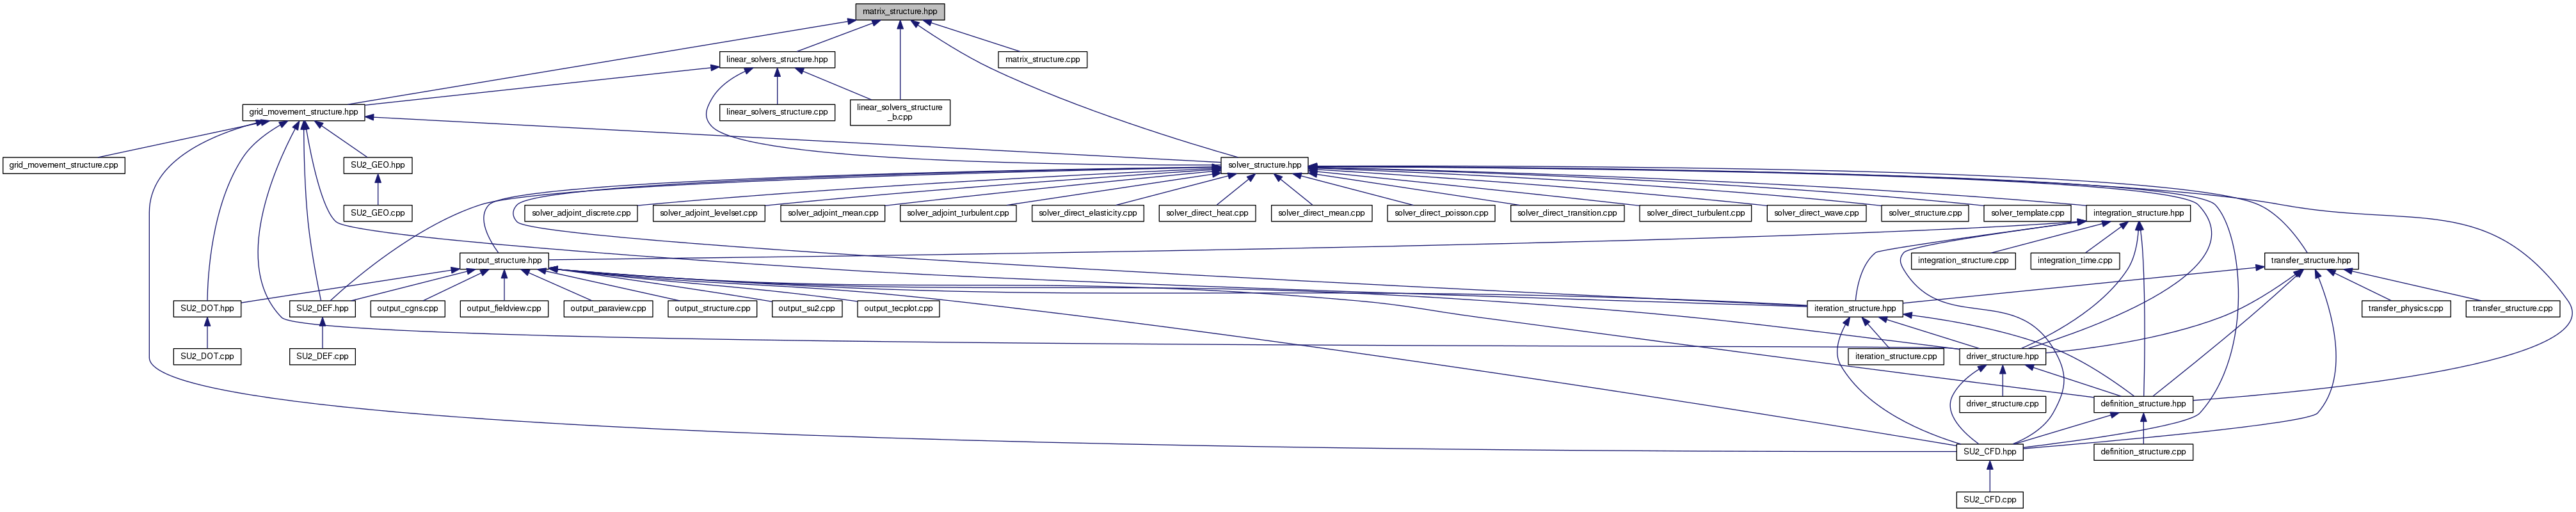 matrix_structure.hpp
linear_solvers_structure.hpp
matrix_structure.cpp
grid_movement_structure.hpp
linear_solvers_structure.cpp
linear_solvers_structure
_b.cpp
grid_movement_structure.cpp
SU2_GEO.hpp
solver_structure.hpp
SU2_GEO.cpp
solver_adjoint_discrete.cpp
solver_adjoint_levelset.cpp
solver_adjoint_mean.cpp
solver_adjoint_turbulent.cpp
solver_direct_elasticity.cpp
solver_direct_heat.cpp
solver_direct_mean.cpp
solver_direct_poisson.cpp
solver_direct_transition.cpp
solver_direct_turbulent.cpp
solver_direct_wave.cpp
solver_structure.cpp
solver_template.cpp
integration_structure.hpp
output_structure.hpp
integration_structure.cpp
integration_time.cpp
transfer_structure.hpp
SU2_DOT.hpp
SU2_DEF.hpp
output_cgns.cpp
output_fieldview.cpp
output_paraview.cpp
output_structure.cpp
output_su2.cpp
output_tecplot.cpp
iteration_structure.hpp
transfer_physics.cpp
transfer_structure.cpp
SU2_DOT.cpp
SU2_DEF.cpp
iteration_structure.cpp
driver_structure.hpp
driver_structure.cpp
definition_structure.hpp
SU2_CFD.hpp
definition_structure.cpp
SU2_CFD.cpp